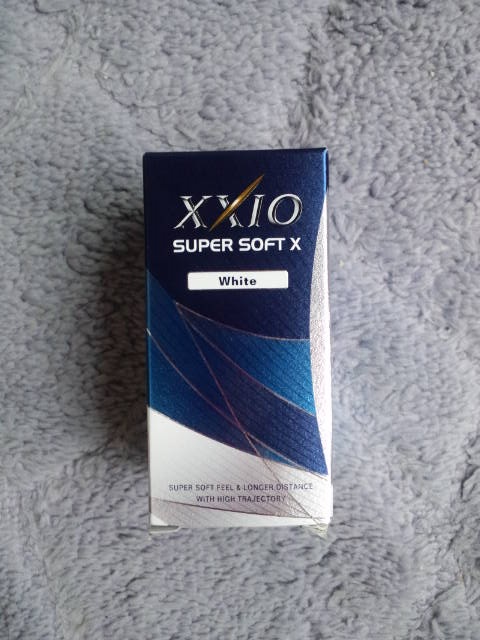 XXIO
SUPER SOFT X
White
SUPER SOFT FEEL & LONGER DISTANCE
WITH HIGH TRAJECTORY